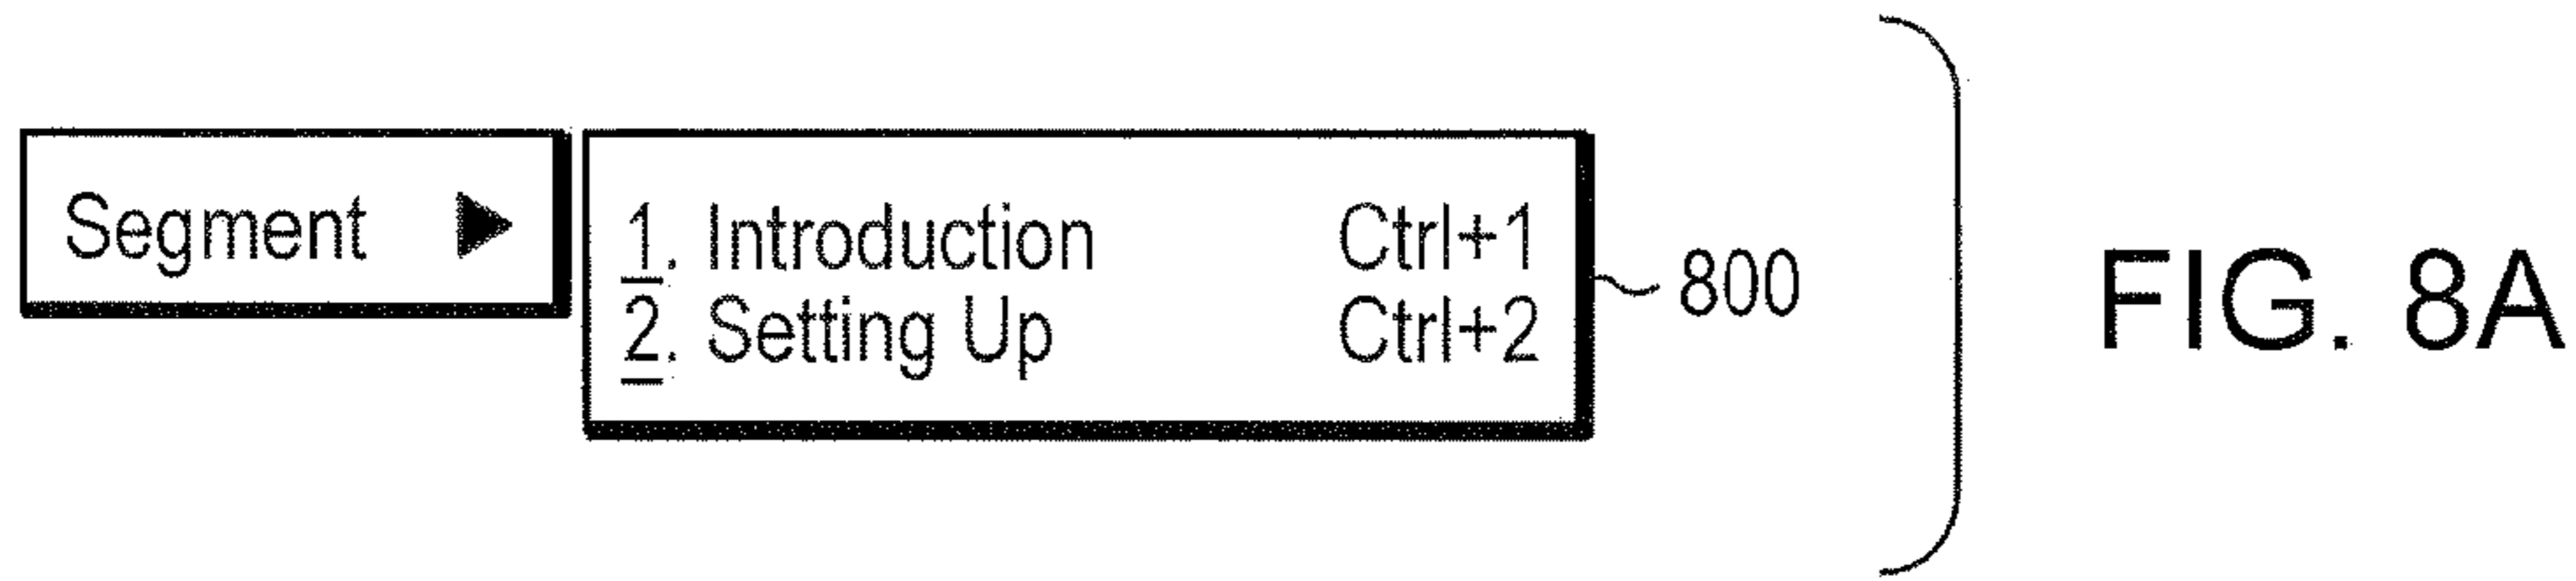 Segment ▶
1. Introduction Ctrl+1
2. Setting Up Ctrl+2
800
FIG. 8A